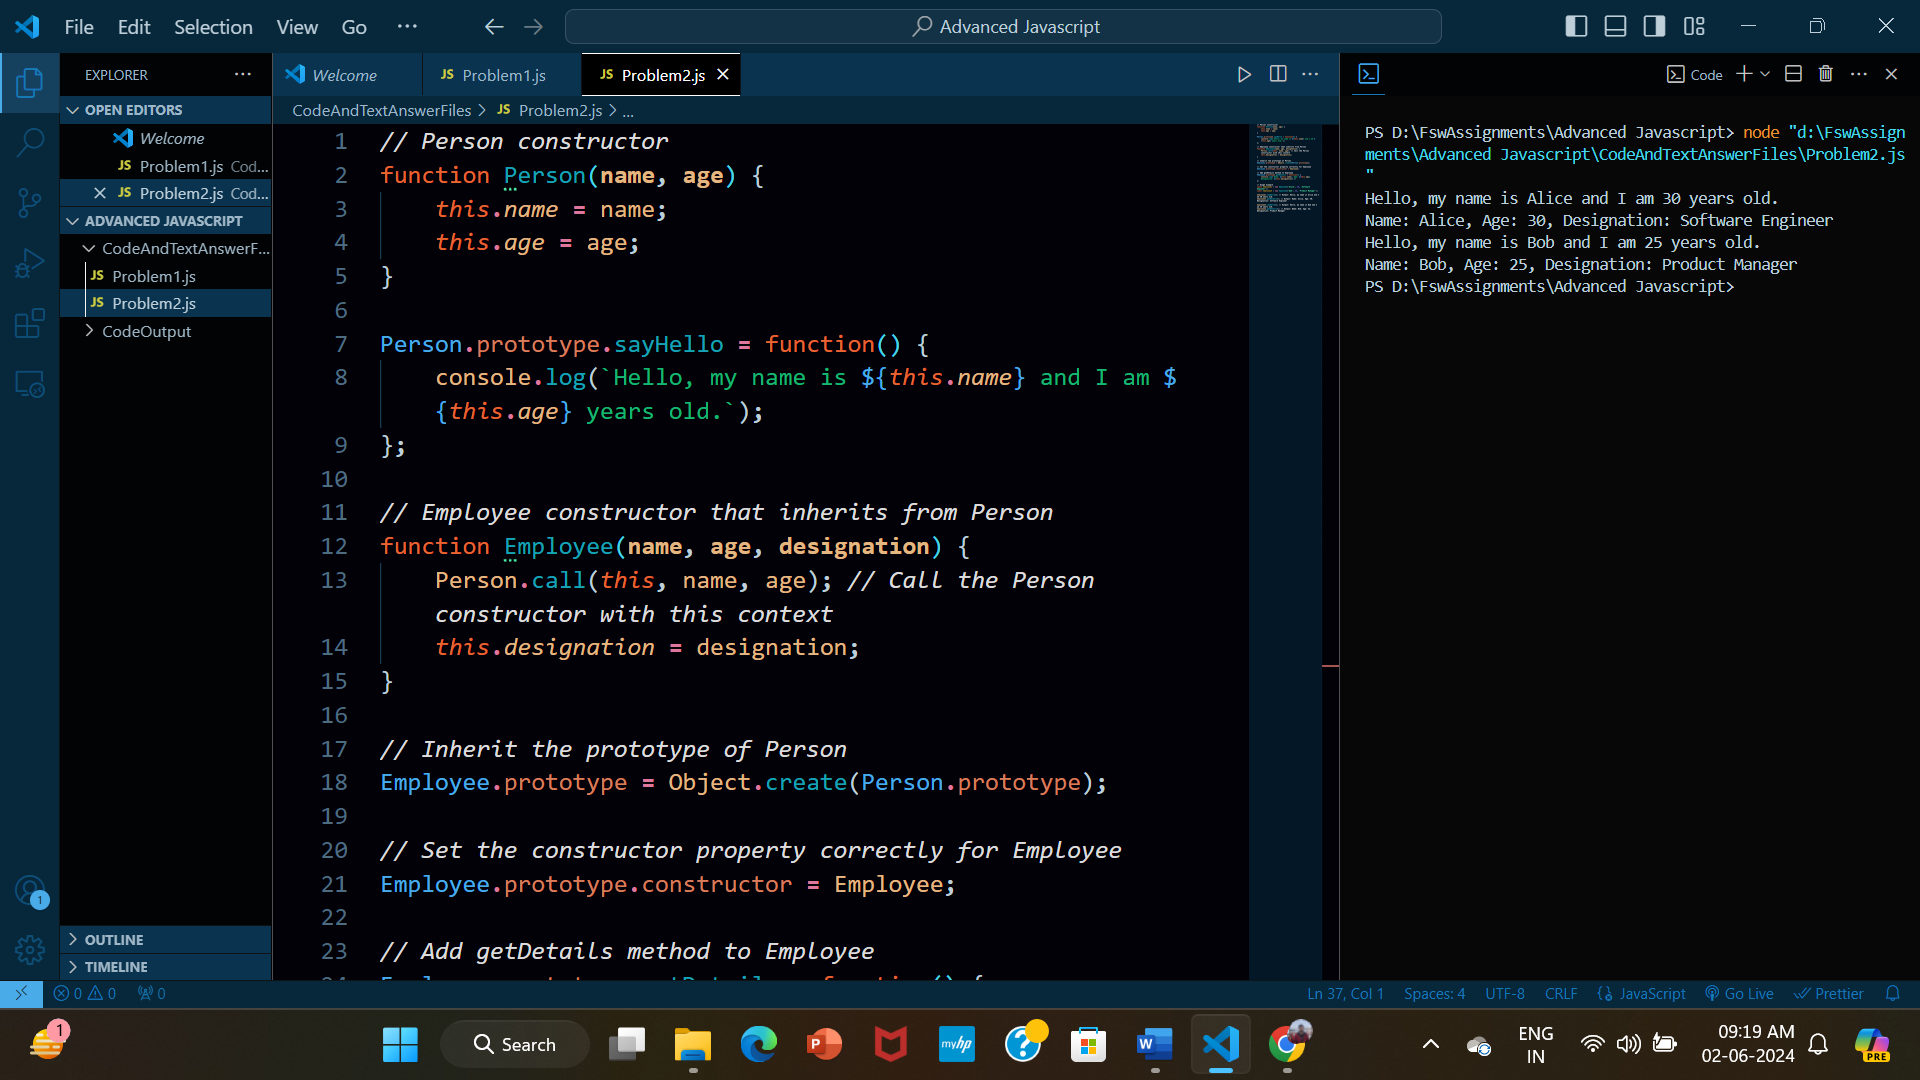 File Edit Selection View Go ···
Advanced Javascript
EXPLORER
OPEN EDITORS
Welcome
Problem1.js Cod...
Problem2.js Cod...
ADVANCED JAVASCRIPT
CodeAndTextAnswerF...
Problem1.js
Problem2.js
CodeOutput
OUTLINE
TIMELINE
Welcome
JS Problem1.js
JS Problem2.js
CodeAndTextAnswerFiles > JS Problem2.js > ...
1 // Person constructor
2 function Person(name, age) {
3 this.name = name;
4 this.age = age;
5 }
6
7 Person.prototype.sayHello = function() {
8 console.log(`Hello, my name is ${this.name} and I am $
{this.age} years old.`);
9 };
10
11 // Employee constructor that inherits from Person
12 function Employee(name, age, designation) {
13 Person.call(this, name, age); // Call the Person
constructor with this context
14 this.designation = designation;
15 }
16
17 // Inherit the prototype of Person
18 Employee.prototype = Object.create(Person.prototype);
19
20 // Set the constructor property correctly for Employee
21 Employee.prototype.constructor = Employee;
22
23 // Add getDetails method to Employee
Code
PS D:\FswAssignments\Advanced Javascript> node "d:\FswAssign
ments\Advanced Javascript\CodeAndTextAnswerFiles\Problem2.js
"
Hello, my name is Alice and I am 30 years old.
Name: Alice, Age: 30, Designation: Software Engineer
Hello, my name is Bob and I am 25 years old.
Name: Bob, Age: 25, Designation: Product Manager
PS D:\FswAssignments\Advanced Javascript>
1
0 0 0
Ln 37, Col 1 Spaces: 4 UTF-8 CRLF {} JavaScript Go Live Prettier
1
Search
P
myhp
?
W
ENG
IN
09:19 AM
02-06-2024
PRE